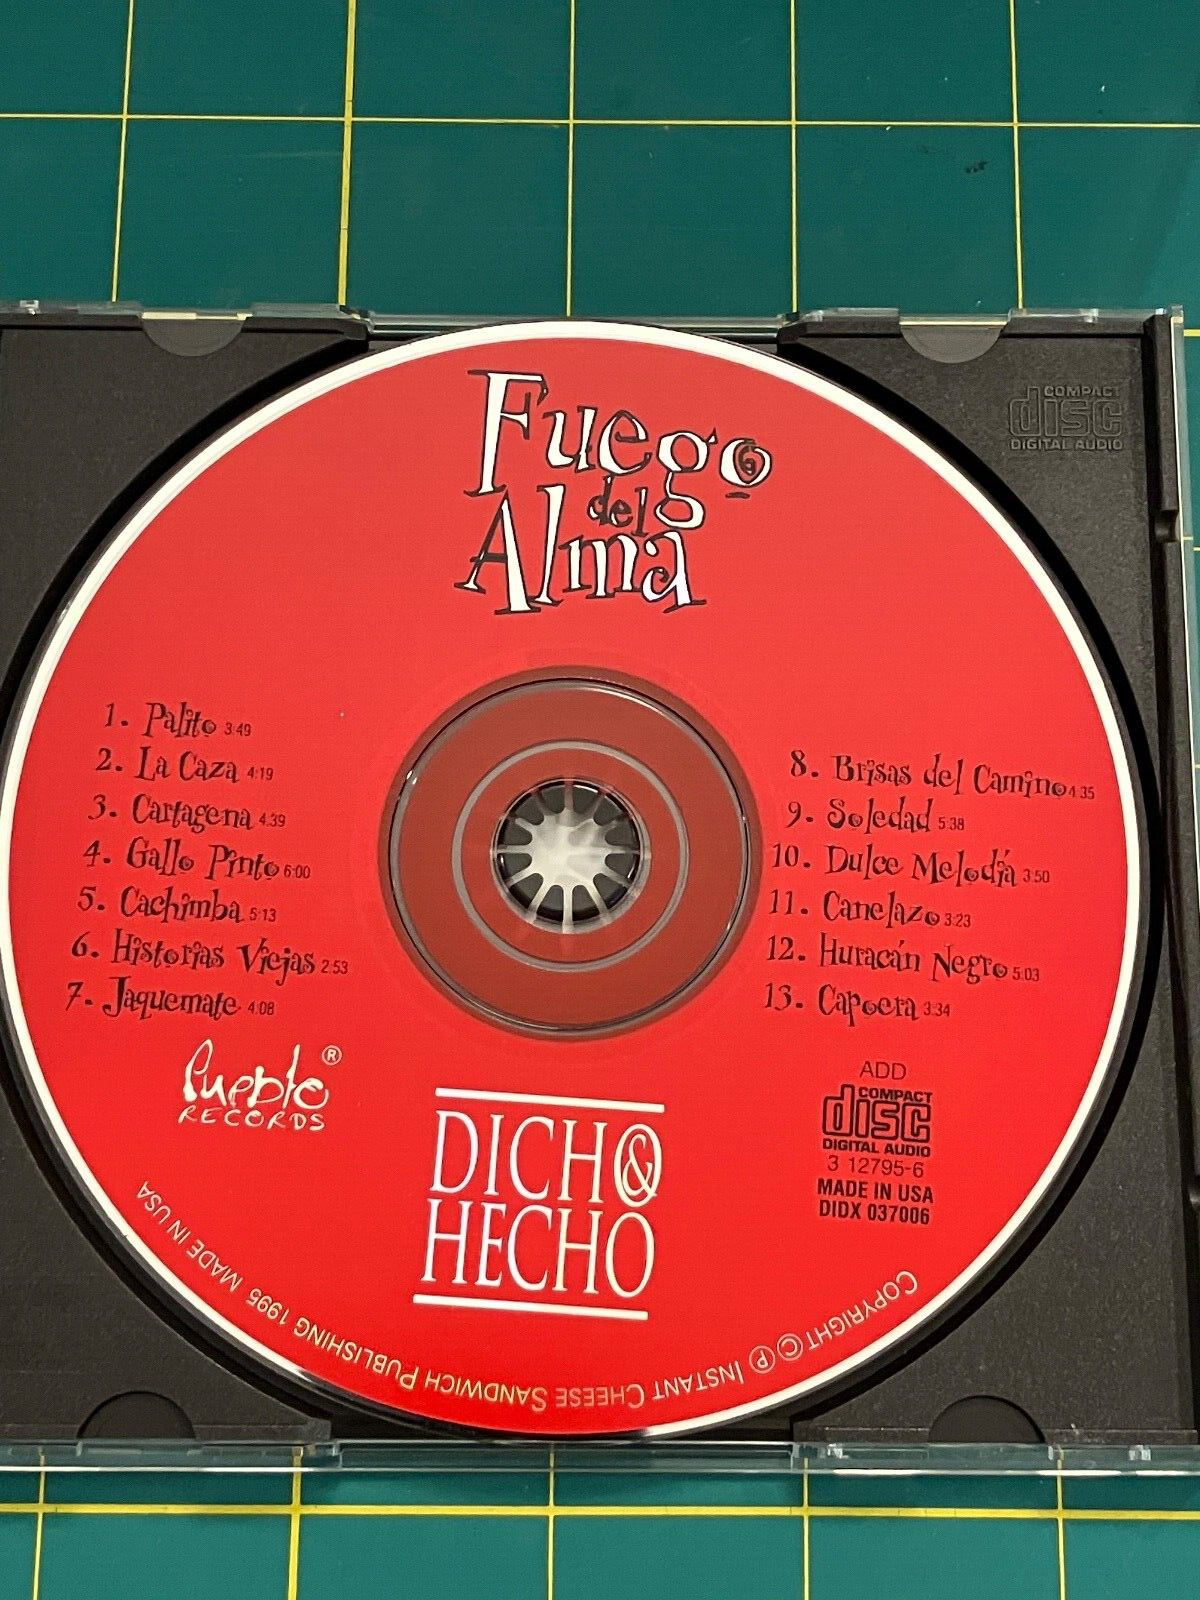 COMPACT
disc
DIGITAL AUDIO
Fuego
del
Alma
1. Palito 3:49
2. La Caza 4:19
3. Cartagena 4:39
4. Gallo Pinto 6:00
5. Cachimba 5:13
6. Historias Viejas 2:53
7. Jaquemate 4:08
8. Brisas del Camino 4:35
9. Soledad 5:38
10. Dulce Melodía 3:50
11. Canelazo 3:23
12. Huracán Negro 5:03
13. Capoera 3:34
Pueblo ®
RECORDS
DICHO &
HECHO
ADD
COMPACT
disc
DIGITAL AUDIO
3 12795-6
MADE IN USA
DIDX 037006
COPYRIGHT © ℗ INSTANT CHEESE SANDWICH PUBLISHING 1995 MADE IN USA